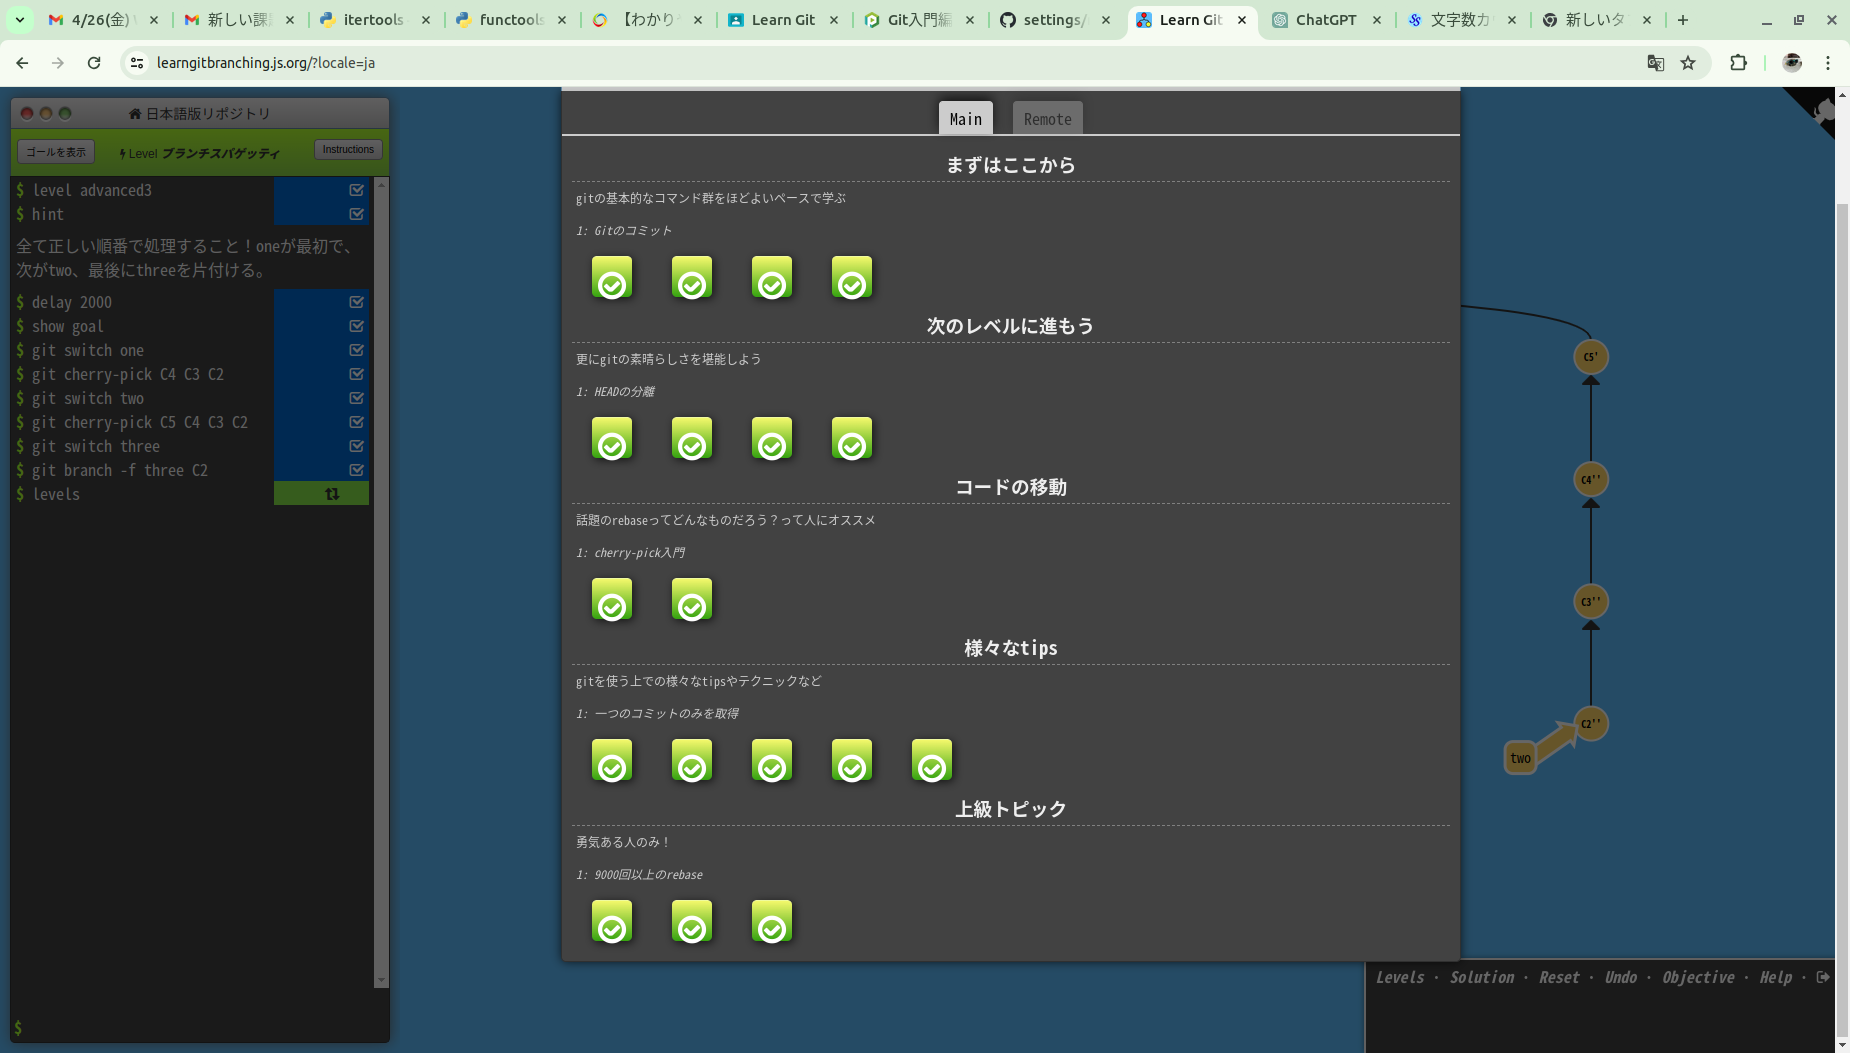 4/26(金)
新しい課題
itertools
functools
【わかりや
Learn Git
Git入門編
settings/
Learn Git
ChatGPT
文字数カ
新しいタブ
learngitbranching.js.org/?locale=ja
日本語版リポジトリ
ゴールを表示
Level ブランチスパゲッティ
Instructions
$ level advanced3
$ hint
全て正しい順番で処理すること！oneが最初で、
次がtwo、最後にthreeを片付ける。
$ delay 2000
$ show goal
$ git switch one
$ git cherry-pick C4 C3 C2
$ git switch two
$ git cherry-pick C5 C4 C3 C2
$ git switch three
$ git branch -f three C2
$ levels
$
Main
Remote
まずはここから
gitの基本的なコマンド群をほどよいペースで学ぶ
1: Gitのコミット
次のレベルに進もう
更にgitの素晴らしさを堪能しよう
1: HEADの分離
コードの移動
話題のrebaseってどんなものだろう？って人にオススメ
1: cherry-pick入門
様々なtips
gitを使う上での様々なtipsやテクニックなど
1: 一つのコミットのみを取得
上級トピック
勇気ある人のみ！
1: 9000回以上のrebase
C5'
C4''
C3''
C2''
two
Levels · Solution · Reset · Undo · Objective · Help ·